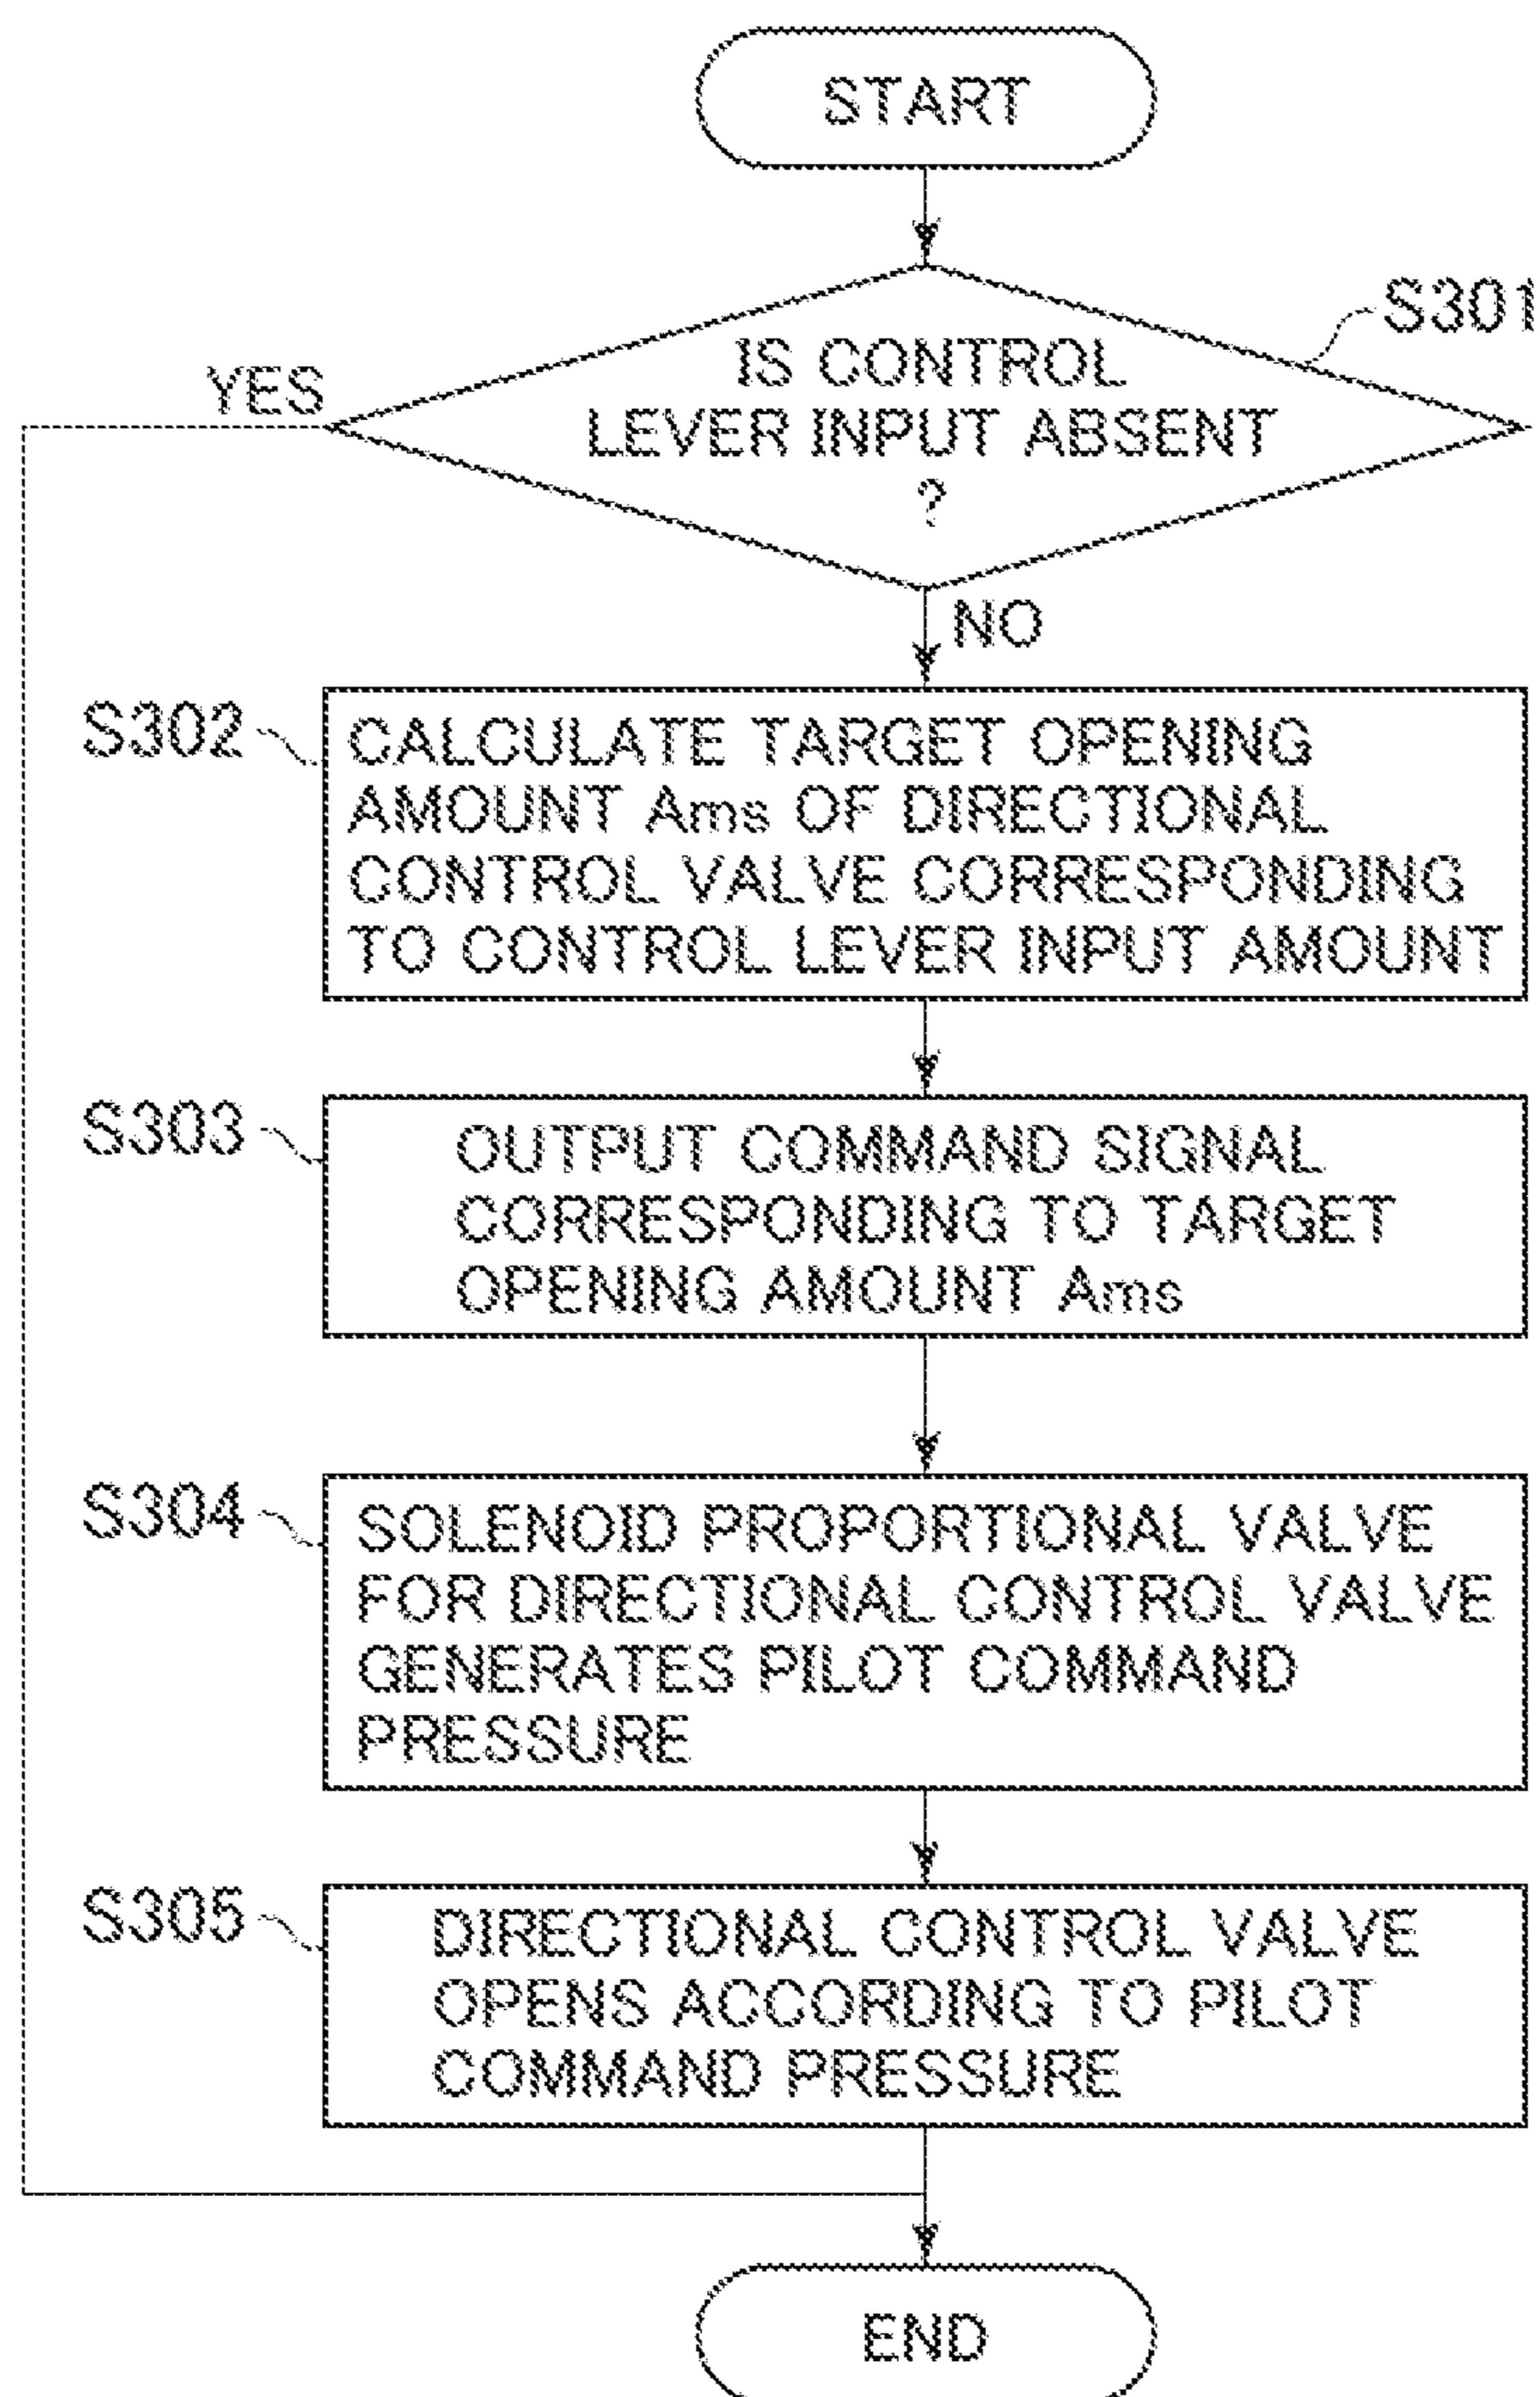 START
S301
IS CONTROL
LEVER INPUT ABSENT
?
YES
NO
S302
CALCULATE TARGET OPENING
AMOUNT Ams OF DIRECTIONAL
CONTROL VALVE CORRESPONDING
TO CONTROL LEVER INPUT AMOUNT
S303
OUTPUT COMMAND SIGNAL
CORRESPONDING TO TARGET
OPENING AMOUNT Ams
S304
SOLENOID PROPORTIONAL VALVE
FOR DIRECTIONAL CONTROL VALVE
GENERATES PILOT COMMAND
PRESSURE
S305
DIRECTIONAL CONTROL VALVE
OPENS ACCORDING TO PILOT
COMMAND PRESSURE
END